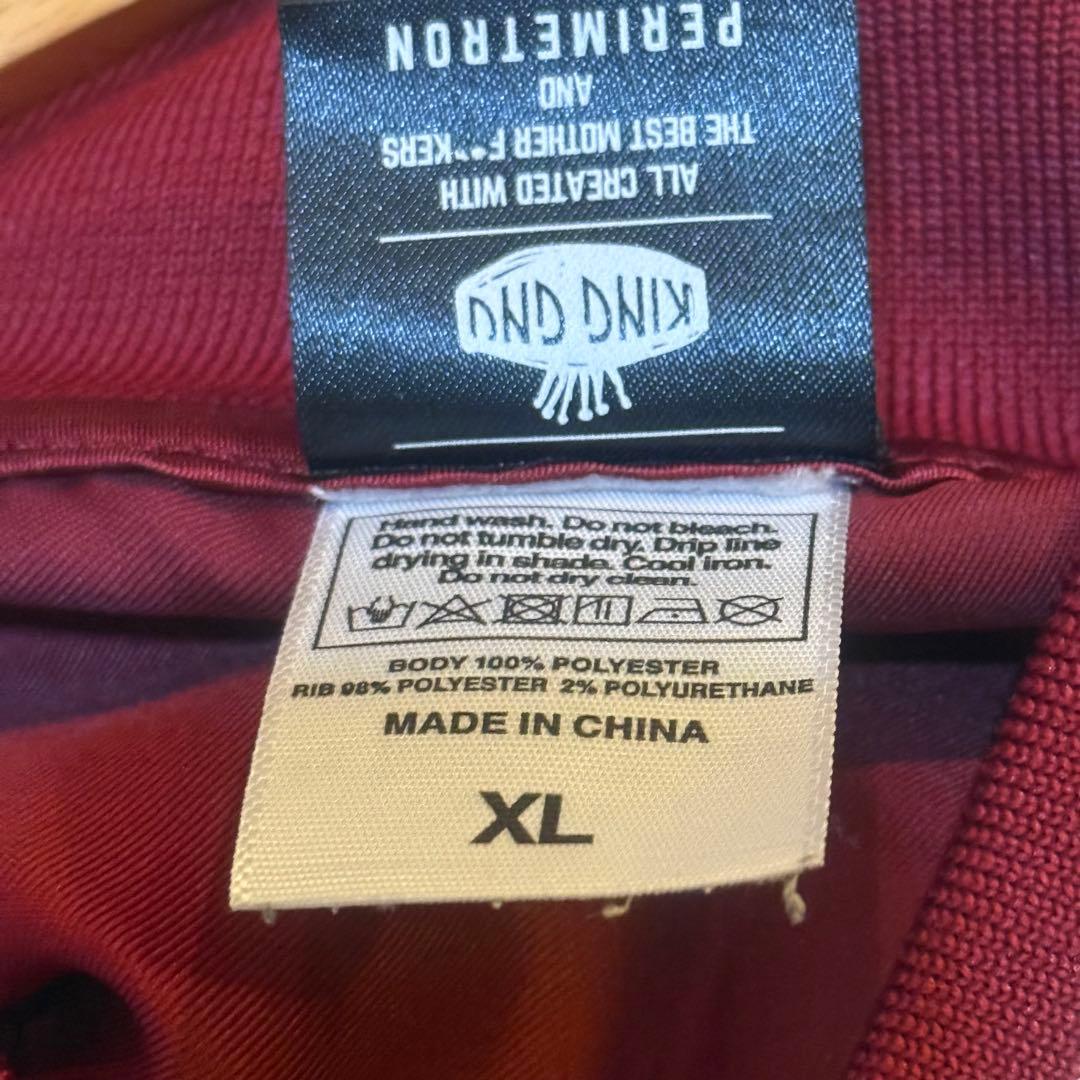 PERIMETRON
AND
THE BEST MOTHER F**KERS
ALL CREATED WITH
KING GNU
Hand wash. Do not bleach.
Do not tumble dry. Drip line
drying in shade. Cool iron.
Do not dry clean.
BODY 100% POLYESTER
RIB 98% POLYESTER 2% POLYURETHANE
MADE IN CHINA
XL